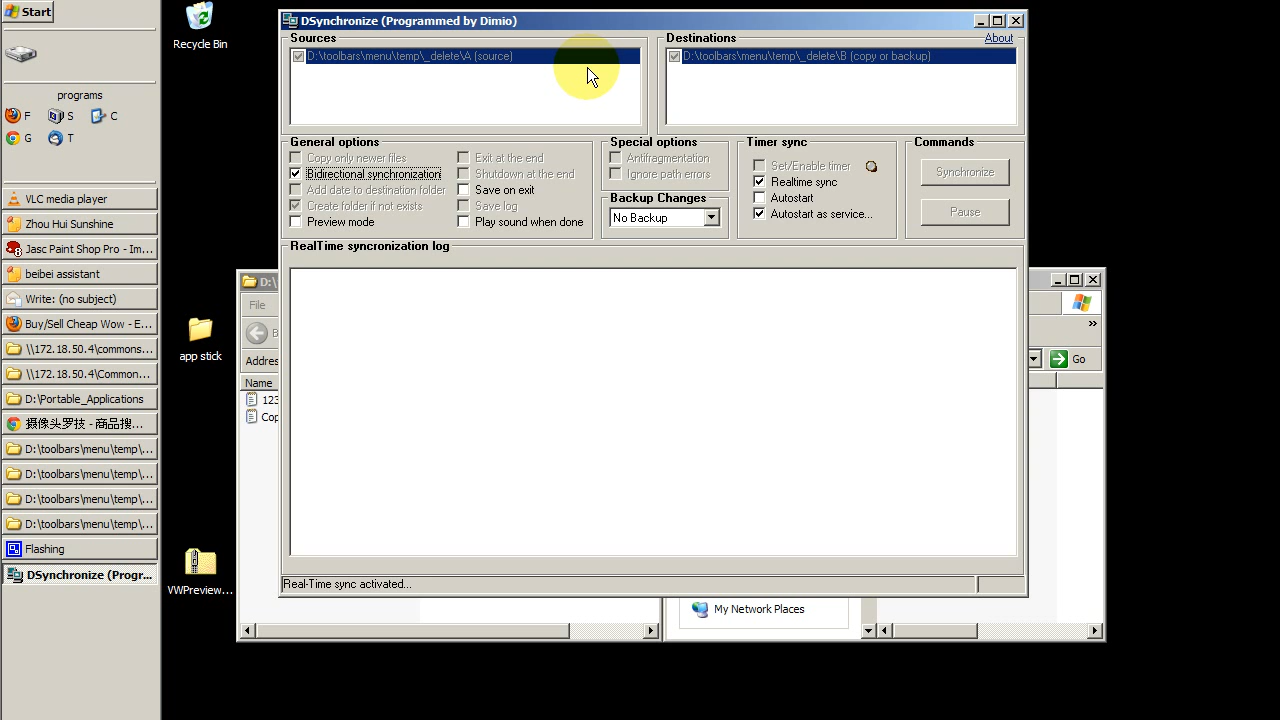 Start
Recycle Bin
programs
F
S
C
G
T
VLC media player
Zhou Hui Sunshine
Jasc Paint Shop Pro - Im...
beibei assistant
Write: (no subject)
Buy/Sell Cheap Wow - E...
\\172.18.50.4\commons...
\\172.18.50.4\Common...
D:\Portable_Applications
摄像头罗技 - 商品搜...
D:\toolbars\menu\temp\...
D:\toolbars\menu\temp\...
D:\toolbars\menu\temp\...
D:\toolbars\menu\temp\...
Flashing
DSynchronize (Progr...
app stick
VWPreview...
DSynchronize (Programmed by Dimio)
Sources
D:\toolbars\menu\temp\_delete\A (source)
Destinations
About
D:\toolbars\menu\temp\_delete\B (copy or backup)
General options
Copy only newer files
Bidirectional synchronization
Add date to destination folder
Create folder if not exists
Preview mode
Exit at the end
Shutdown at the end
Save on exit
Save log
Play sound when done
Special options
Antifragmentation
Ignore path errors
Backup Changes
No Backup
Timer sync
Set/Enable timer
Realtime sync
Autostart
Autostart as service...
Commands
Synchronize
Pause
RealTime syncronization log
Real-Time sync activated...
D:\
File
B
Addres
Name
123
Cop
Go
My Network Places